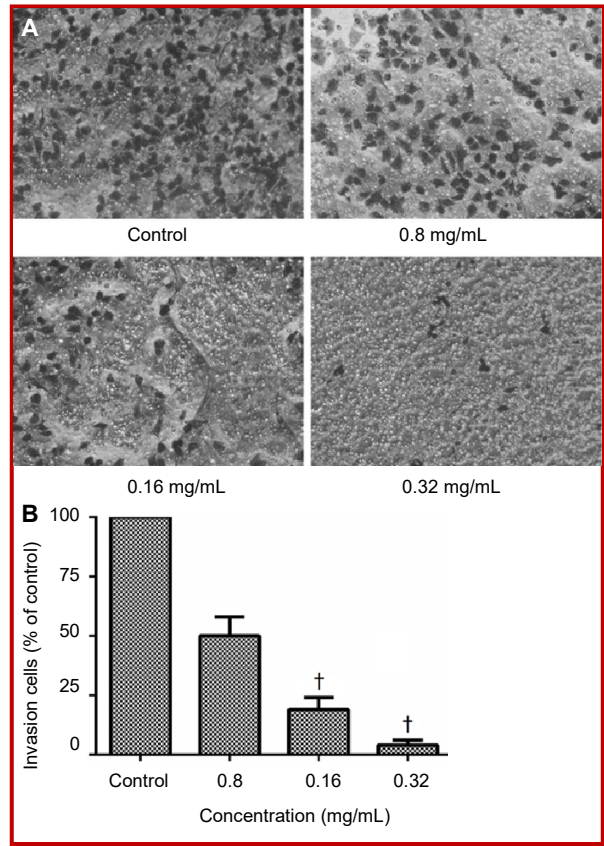 A
Control 0.8 mg/mL
0.16 mg/mL 0.32 mg/mL
B
100
75
50
25
0
Invasion cells (% of control)
† †
Control 0.8 0.16 0.32
Concentration (mg/mL)